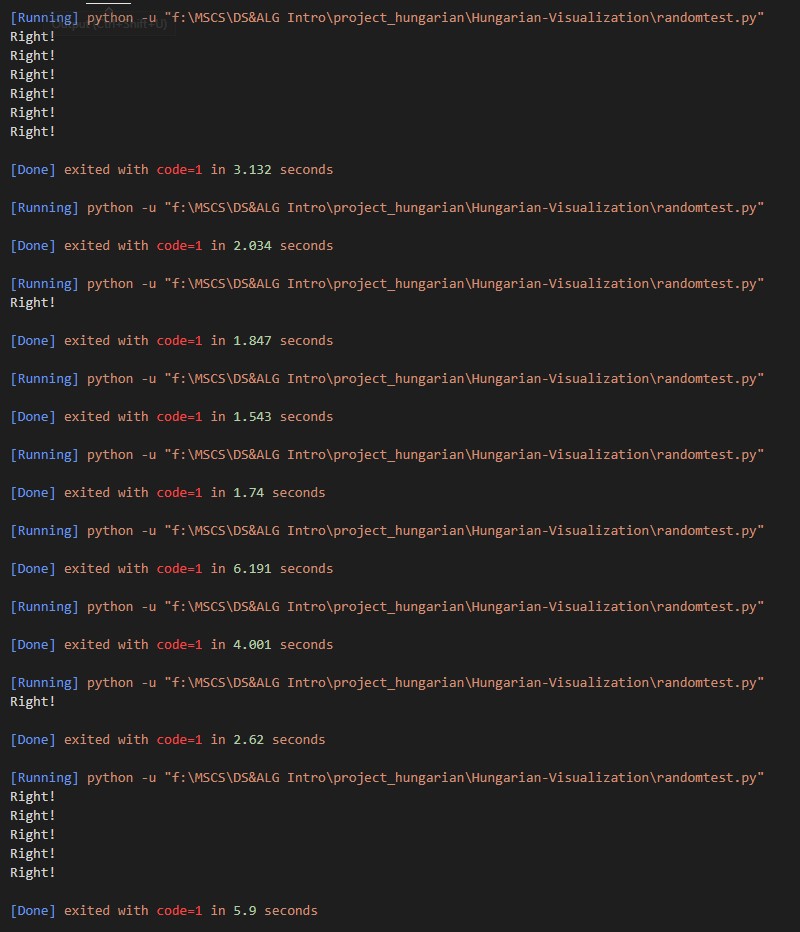 [Running] python -u "f:\MSCS\DS&ALG Intro\project_hungarian\Hungarian-Visualization\randomtest.py"
Right!
Right!
Right!
Right!
Right!
Right!
[Done] exited with code=1 in 3.132 seconds
[Running] python -u "f:\MSCS\DS&ALG Intro\project_hungarian\Hungarian-Visualization\randomtest.py"
[Done] exited with code=1 in 2.034 seconds
[Running] python -u "f:\MSCS\DS&ALG Intro\project_hungarian\Hungarian-Visualization\randomtest.py"
Right!
[Done] exited with code=1 in 1.847 seconds
[Running] python -u "f:\MSCS\DS&ALG Intro\project_hungarian\Hungarian-Visualization\randomtest.py"
[Done] exited with code=1 in 1.543 seconds
[Running] python -u "f:\MSCS\DS&ALG Intro\project_hungarian\Hungarian-Visualization\randomtest.py"
[Done] exited with code=1 in 1.74 seconds
[Running] python -u "f:\MSCS\DS&ALG Intro\project_hungarian\Hungarian-Visualization\randomtest.py"
[Done] exited with code=1 in 6.191 seconds
[Running] python -u "f:\MSCS\DS&ALG Intro\project_hungarian\Hungarian-Visualization\randomtest.py"
[Done] exited with code=1 in 4.001 seconds
[Running] python -u "f:\MSCS\DS&ALG Intro\project_hungarian\Hungarian-Visualization\randomtest.py"
Right!
[Done] exited with code=1 in 2.62 seconds
[Running] python -u "f:\MSCS\DS&ALG Intro\project_hungarian\Hungarian-Visualization\randomtest.py"
Right!
Right!
Right!
Right!
Right!
[Done] exited with code=1 in 5.9 seconds